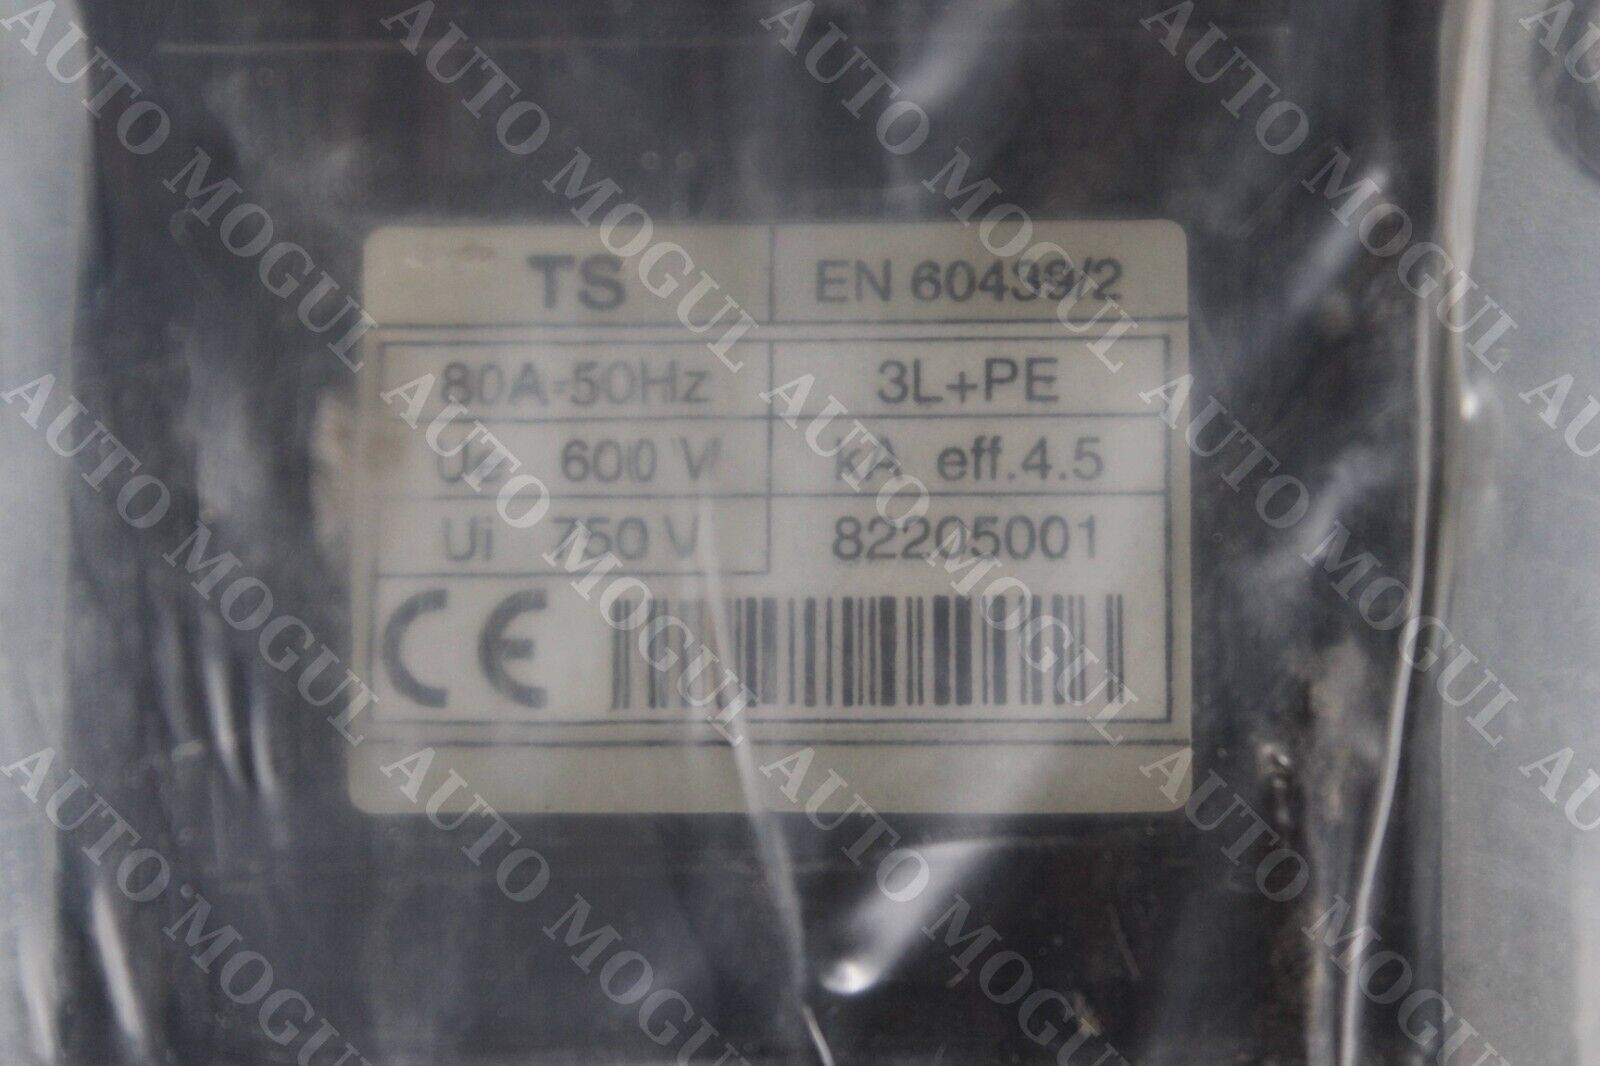 TS EN 60439/2
80A-50Hz 3L+PE
Ue 600 V kA eff.4.5
Ui 750 V 82205001
CE
AUTO MOGUL